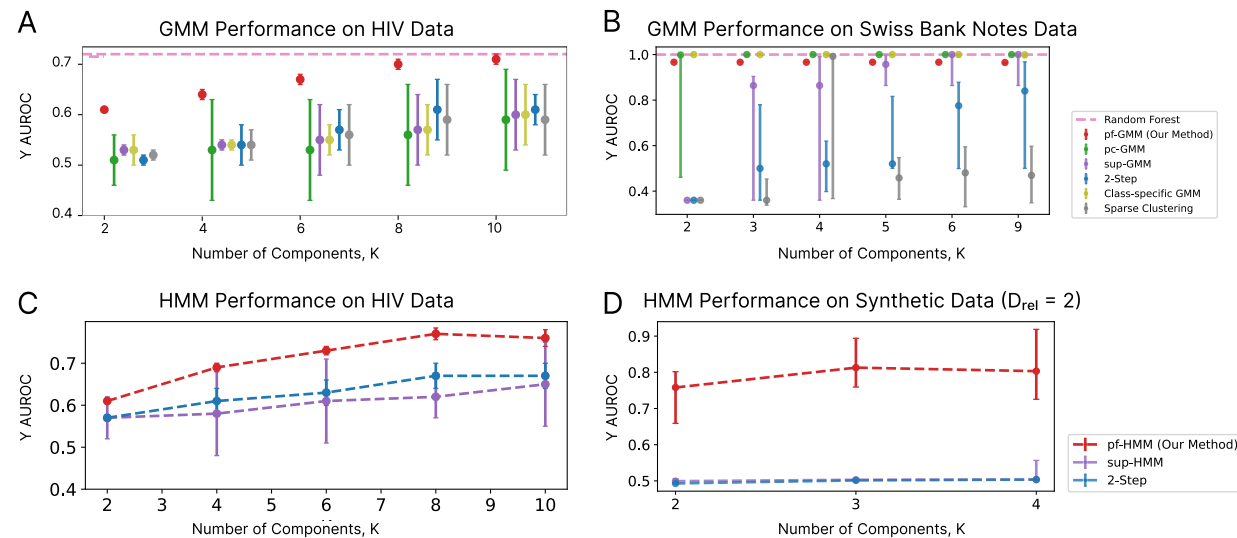 A
GMM Performance on HIV Data
0.7
0.6
0.5
0.4
Y AUROC
2
4
6
8
10
Number of Components, K
B
GMM Performance on Swiss Bank Notes Data
1.0
0.8
0.6
0.4
Y AUROC
2
3
4
5
6
9
Number of Components, K
Random Forest
pf-GMM (Our Method)
pc-GMM
sup-GMM
2-Step
Class-specific GMM
Sparse Clustering
C
HMM Performance on HIV Data
0.7
0.6
0.5
0.4
Y AUROC
2 3 4 5 6 7 8 9 10
Number of Components, K
D
HMM Performance on Synthetic Data (Drel = 2)
0.9
0.8
0.7
0.6
0.5
Y AUROC
2
3
4
Number of Components, K
pf-HMM (Our Method)
sup-HMM
2-Step